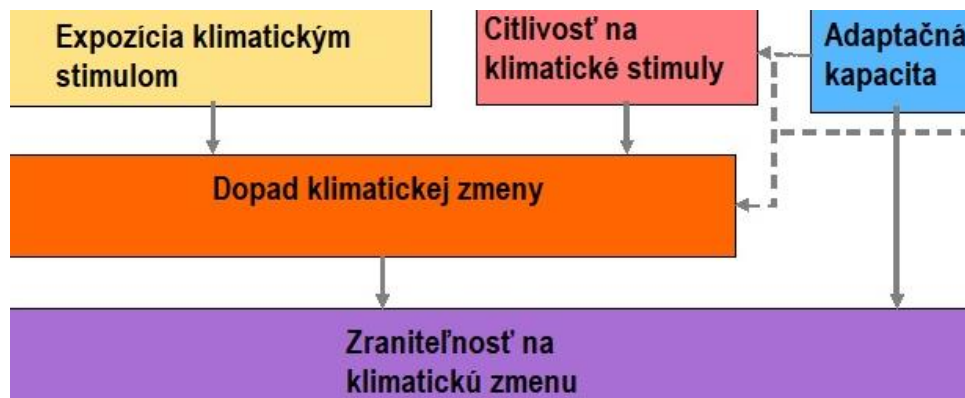 Expozícia klimatickým
stimulom
Citlivosť na
klimatické stimuly
Adaptačná
kapacita
Dopad klimatickej zmeny
Zraniteľnosť na
klimatickú zmenu